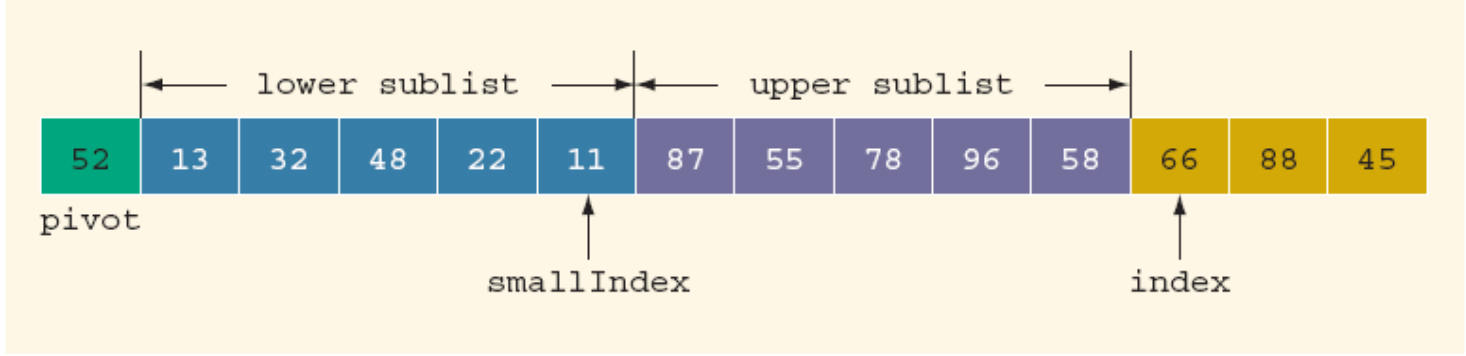 lower sublist upper sublist
52 13 32 48 22 11 87 55 78 96 58 66 88 45
pivot
smallIndex index